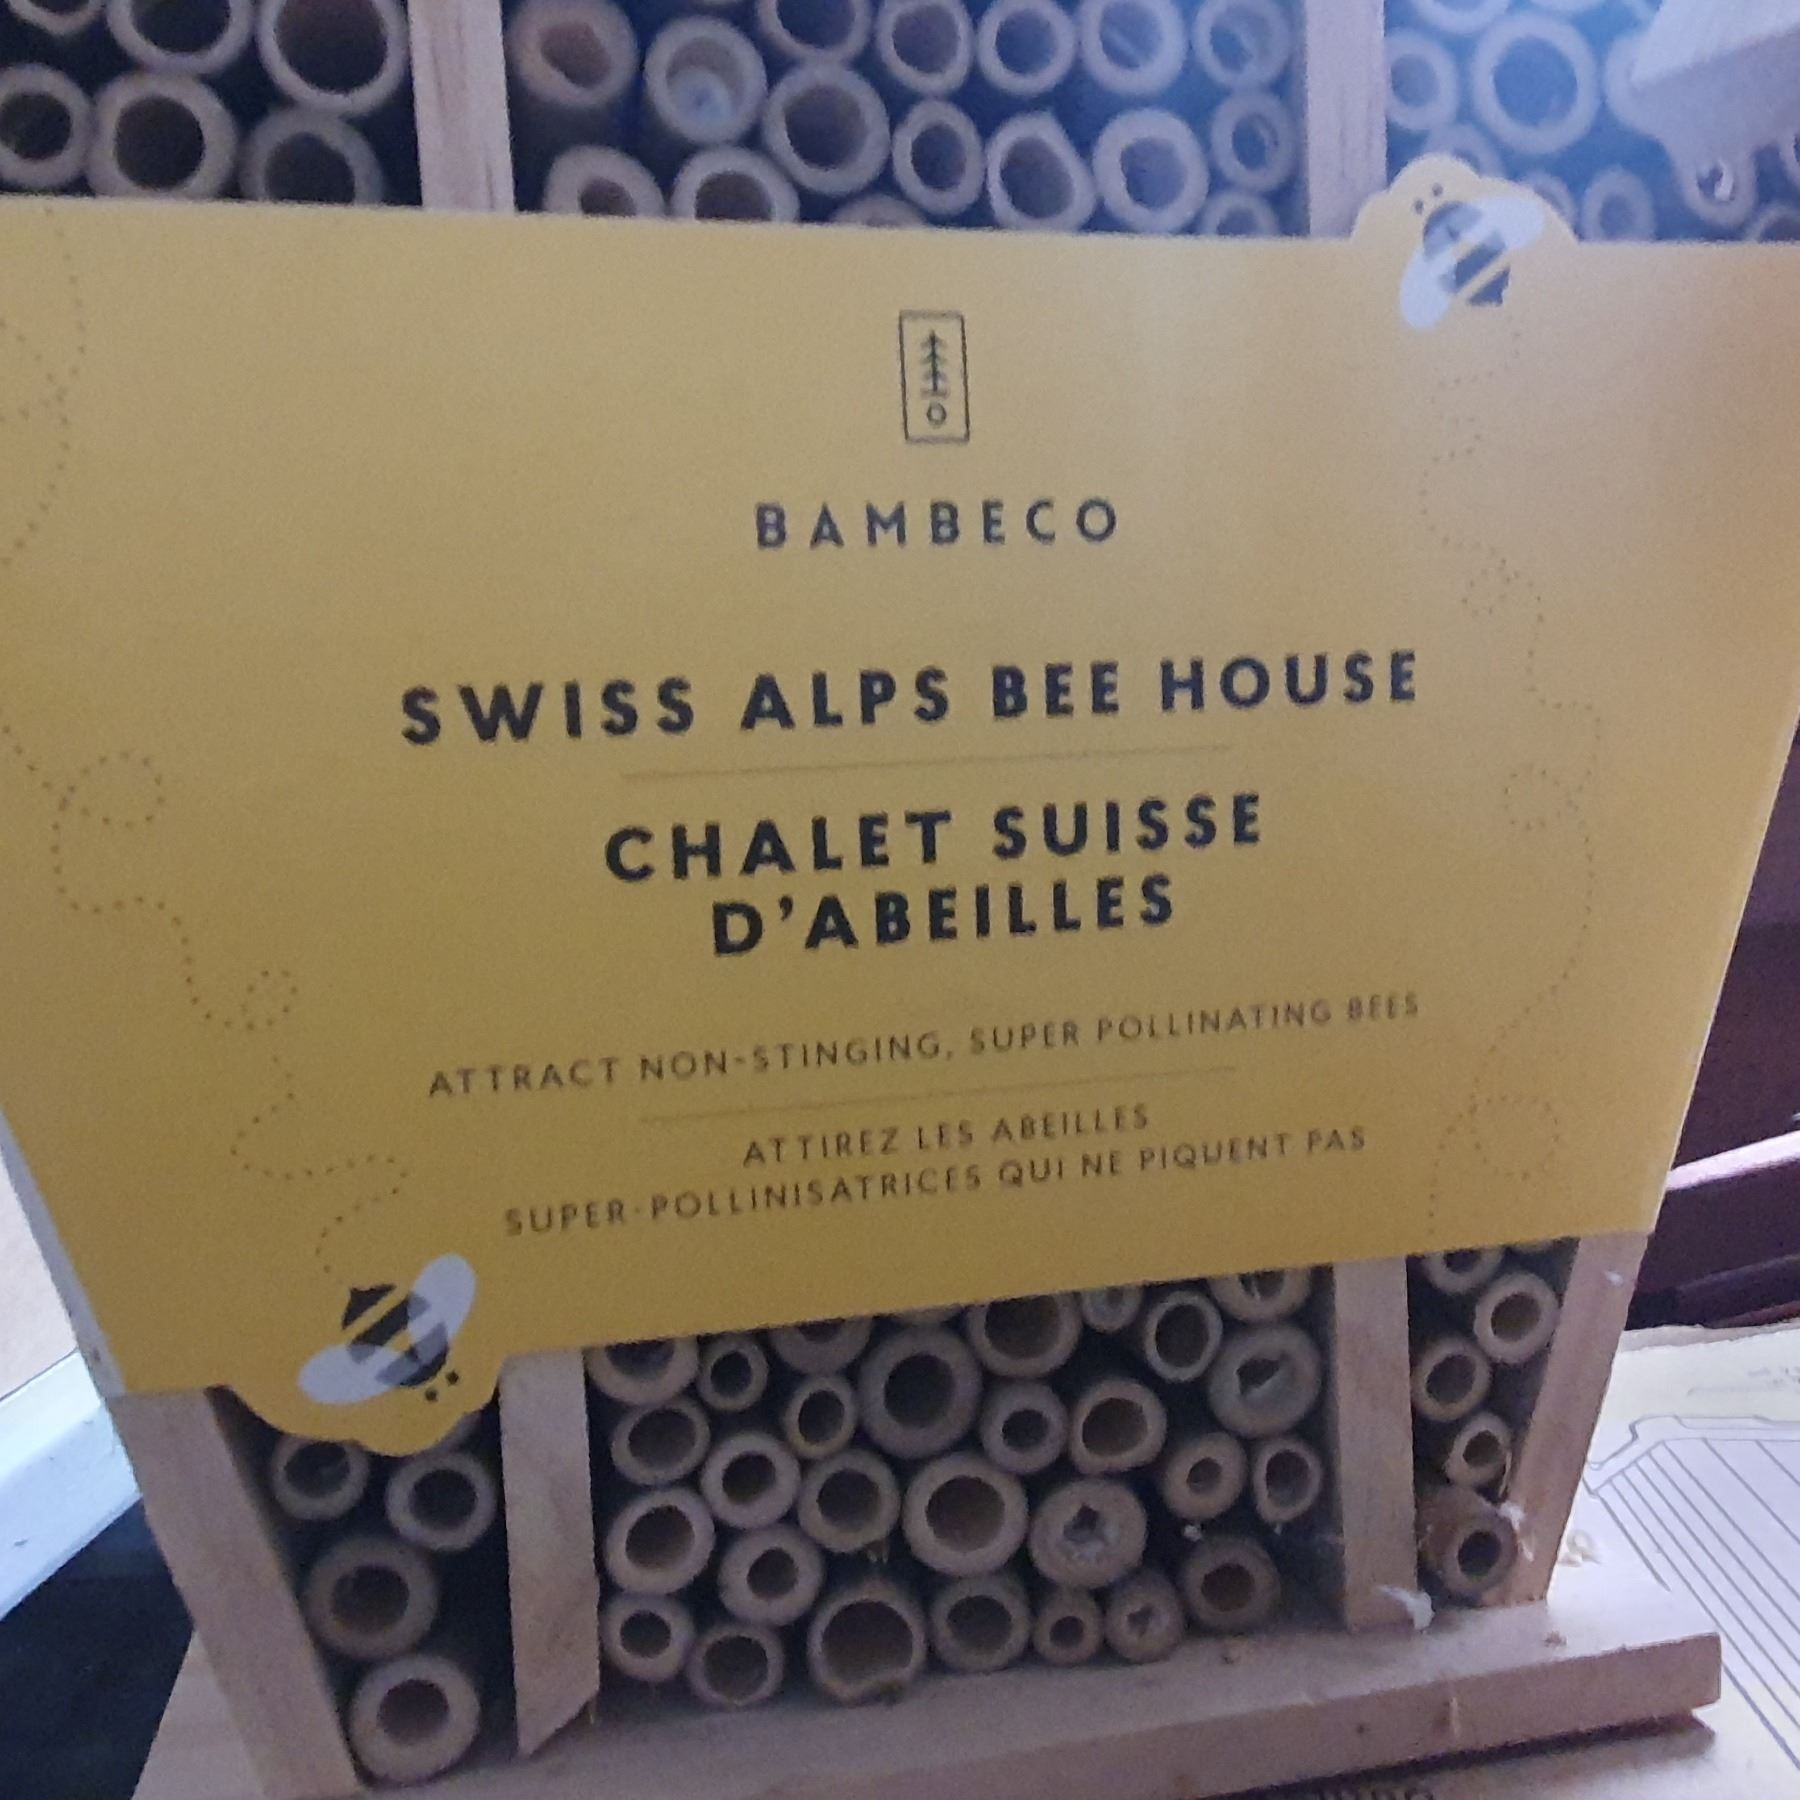 BAMBECO
SWISS ALPS BEE HOUSE
CHALET SUISSE
D'ABEILLES
ATTRACT NON-STINGING, SUPER POLLINATING BEES
ATTIREZ LES ABEILLES
SUPER-POLLINISATRICES QUI NE PIQUENT PAS